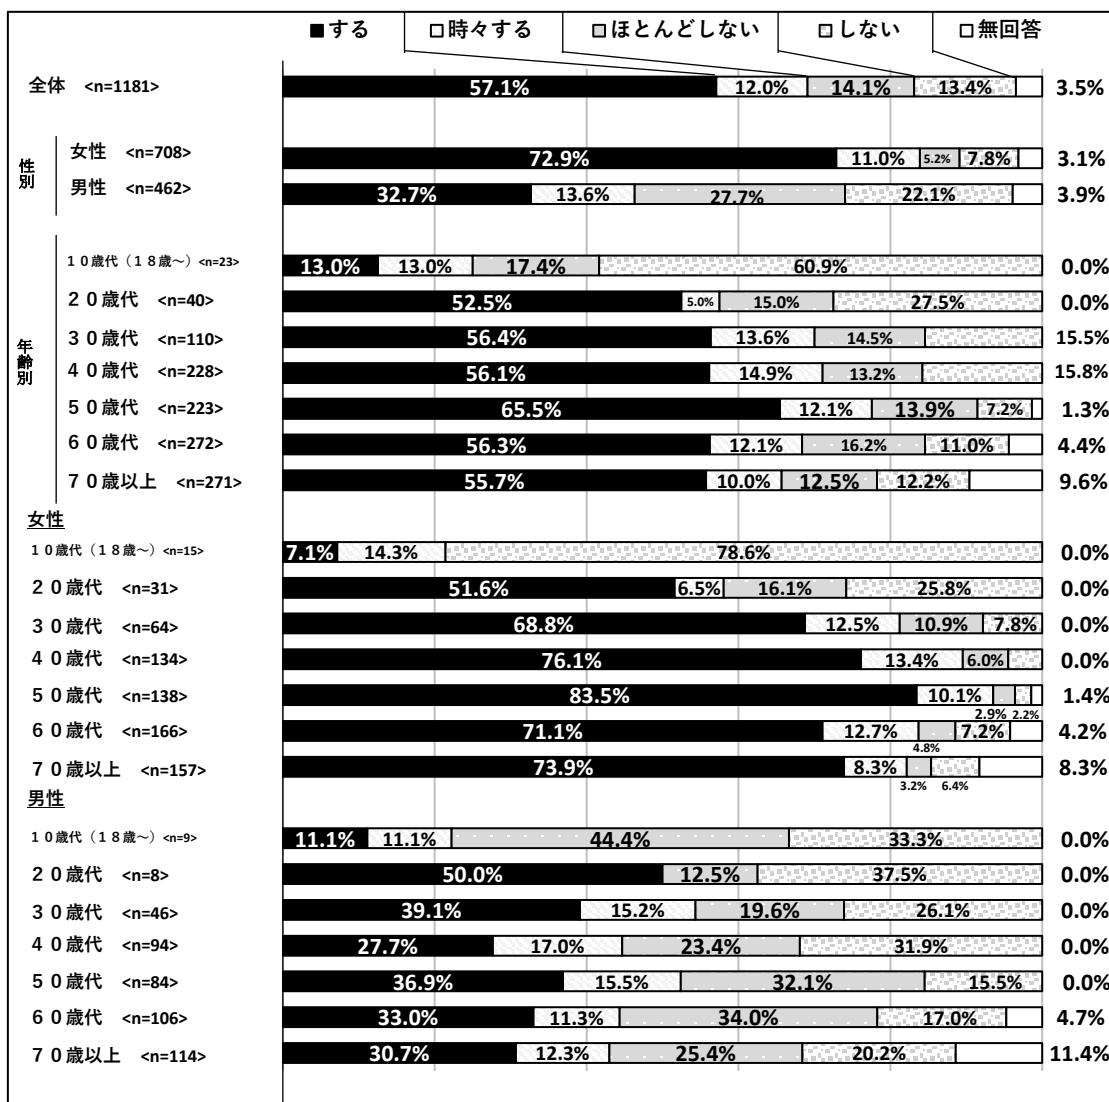 ■する □時々する □ほとんどしない □しない □無回答
全体 <n=1181> 57.1% 12.0% 14.1% 13.4% 3.5%
性別
女性 <n=708> 72.9% 11.0% 5.2% 7.8% 3.1%
男性 <n=462> 32.7% 13.6% 27.7% 22.1% 3.9%
年齢別
１０歳代（１８歳～）<n=23> 13.0% 13.0% 17.4% 60.9% 0.0%
２０歳代 <n=40> 52.5% 5.0% 15.0% 27.5% 0.0%
３０歳代 <n=110> 56.4% 13.6% 14.5% 15.5%
４０歳代 <n=228> 56.1% 14.9% 13.2% 15.8%
５０歳代 <n=223> 65.5% 12.1% 13.9% 7.2% 1.3%
６０歳代 <n=272> 56.3% 12.1% 16.2% 11.0% 4.4%
７０歳以上 <n=271> 55.7% 10.0% 12.5% 12.2% 9.6%
女性
１０歳代（１８歳～）<n=15> 7.1% 14.3% 78.6% 0.0%
２０歳代 <n=31> 51.6% 6.5% 16.1% 25.8% 0.0%
３０歳代 <n=64> 68.8% 12.5% 10.9% 7.8% 0.0%
４０歳代 <n=134> 76.1% 13.4% 6.0% 0.0%
５０歳代 <n=138> 83.5% 10.1% 1.4%
2.9% 2.2%
６０歳代 <n=166> 71.1% 12.7% 7.2% 4.2%
4.8%
７０歳以上 <n=157> 73.9% 8.3% 8.3%
3.2% 6.4%
男性
１０歳代（１８歳～）<n=9> 11.1% 11.1% 44.4% 33.3% 0.0%
２０歳代 <n=8> 50.0% 12.5% 37.5% 0.0%
３０歳代 <n=46> 39.1% 15.2% 19.6% 26.1% 0.0%
４０歳代 <n=94> 27.7% 17.0% 23.4% 31.9% 0.0%
５０歳代 <n=84> 36.9% 15.5% 32.1% 15.5% 0.0%
６０歳代 <n=106> 33.0% 11.3% 34.0% 17.0% 4.7%
７０歳以上 <n=114> 30.7% 12.3% 25.4% 20.2% 11.4%